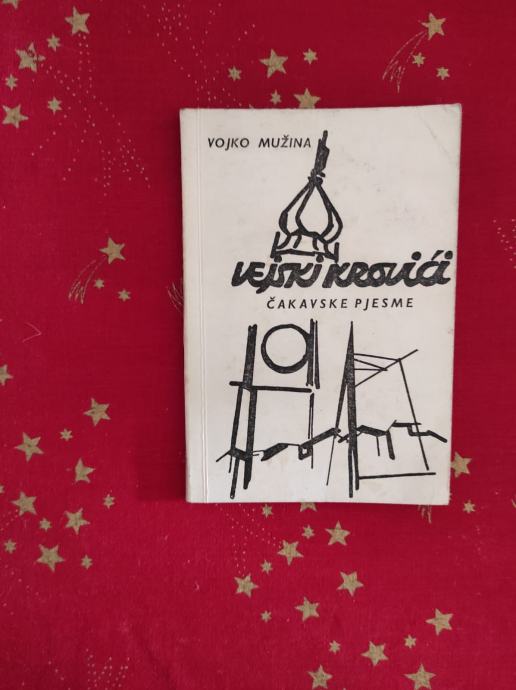 VOJKO MUŽINA
VEJSKI KROVIĆI
ČAKAVSKE PJESME